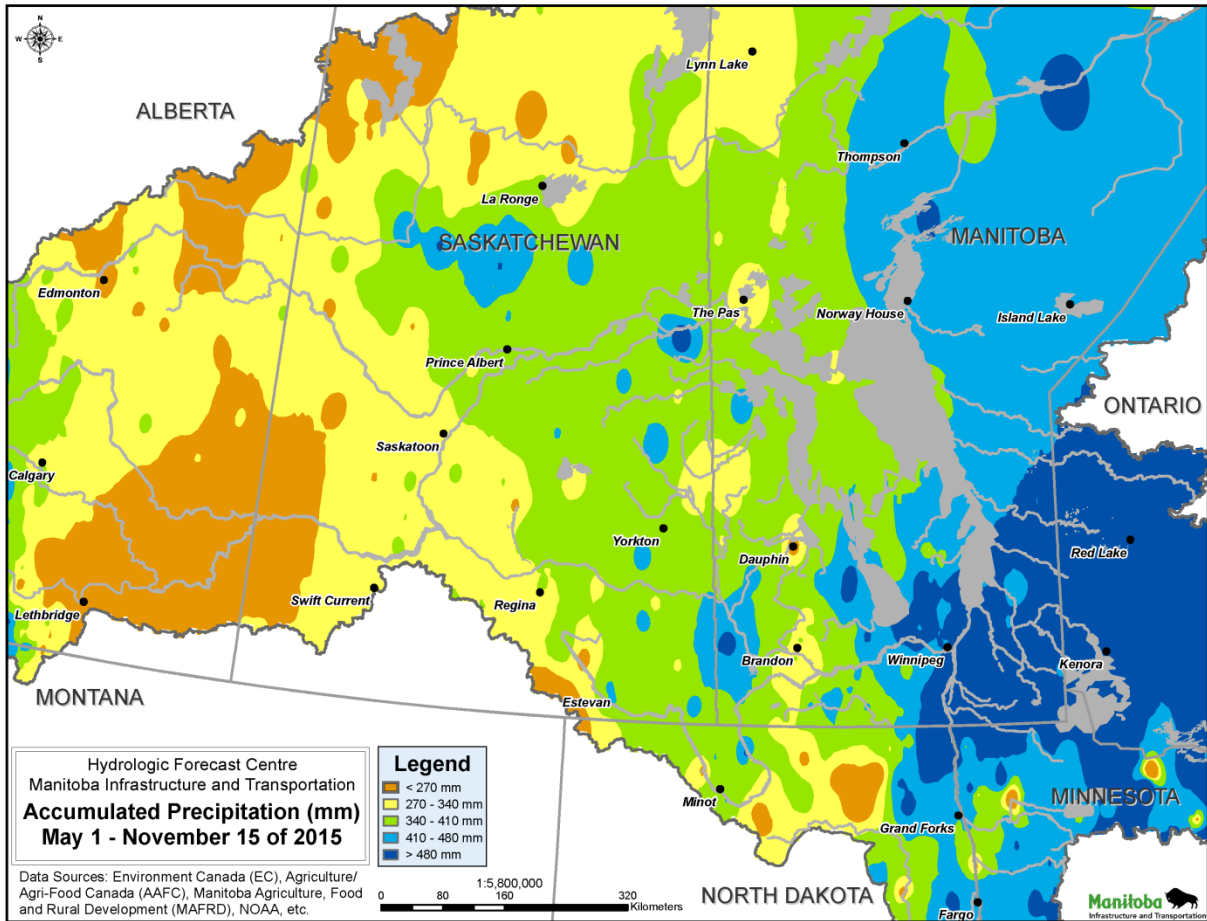 N
W E
S
ALBERTA
Lynn Lake
Thompson
La Ronge
SASKATCHEWAN
MANITOBA
Edmonton
The Pas
Norway House
Island Lake
Prince Albert
ONTARIO
Saskatoon
Calgary
Yorkton
Dauphin
Red Lake
Lethbridge
Swift Current
Regina
Brandon
Winnipeg
Kenora
MONTANA
Estevan
Minot
MINNESOTA
Grand Forks
NORTH DAKOTA
Fargo
Hydrologic Forecast Centre
Manitoba Infrastructure and Transportation
Accumulated Precipitation (mm)
May 1 - November 15 of 2015
Data Sources: Environment Canada (EC), Agriculture/
Agri-Food Canada (AAFC), Manitoba Agriculture, Food
and Rural Development (MAFRD), NOAA, etc.
Legend
< 270 mm
270 - 340 mm
340 - 410 mm
410 - 480 mm
> 480 mm
1:5,800,000
0 80 160 320
Kilometers
Manitoba
Infrastructure and Transportation